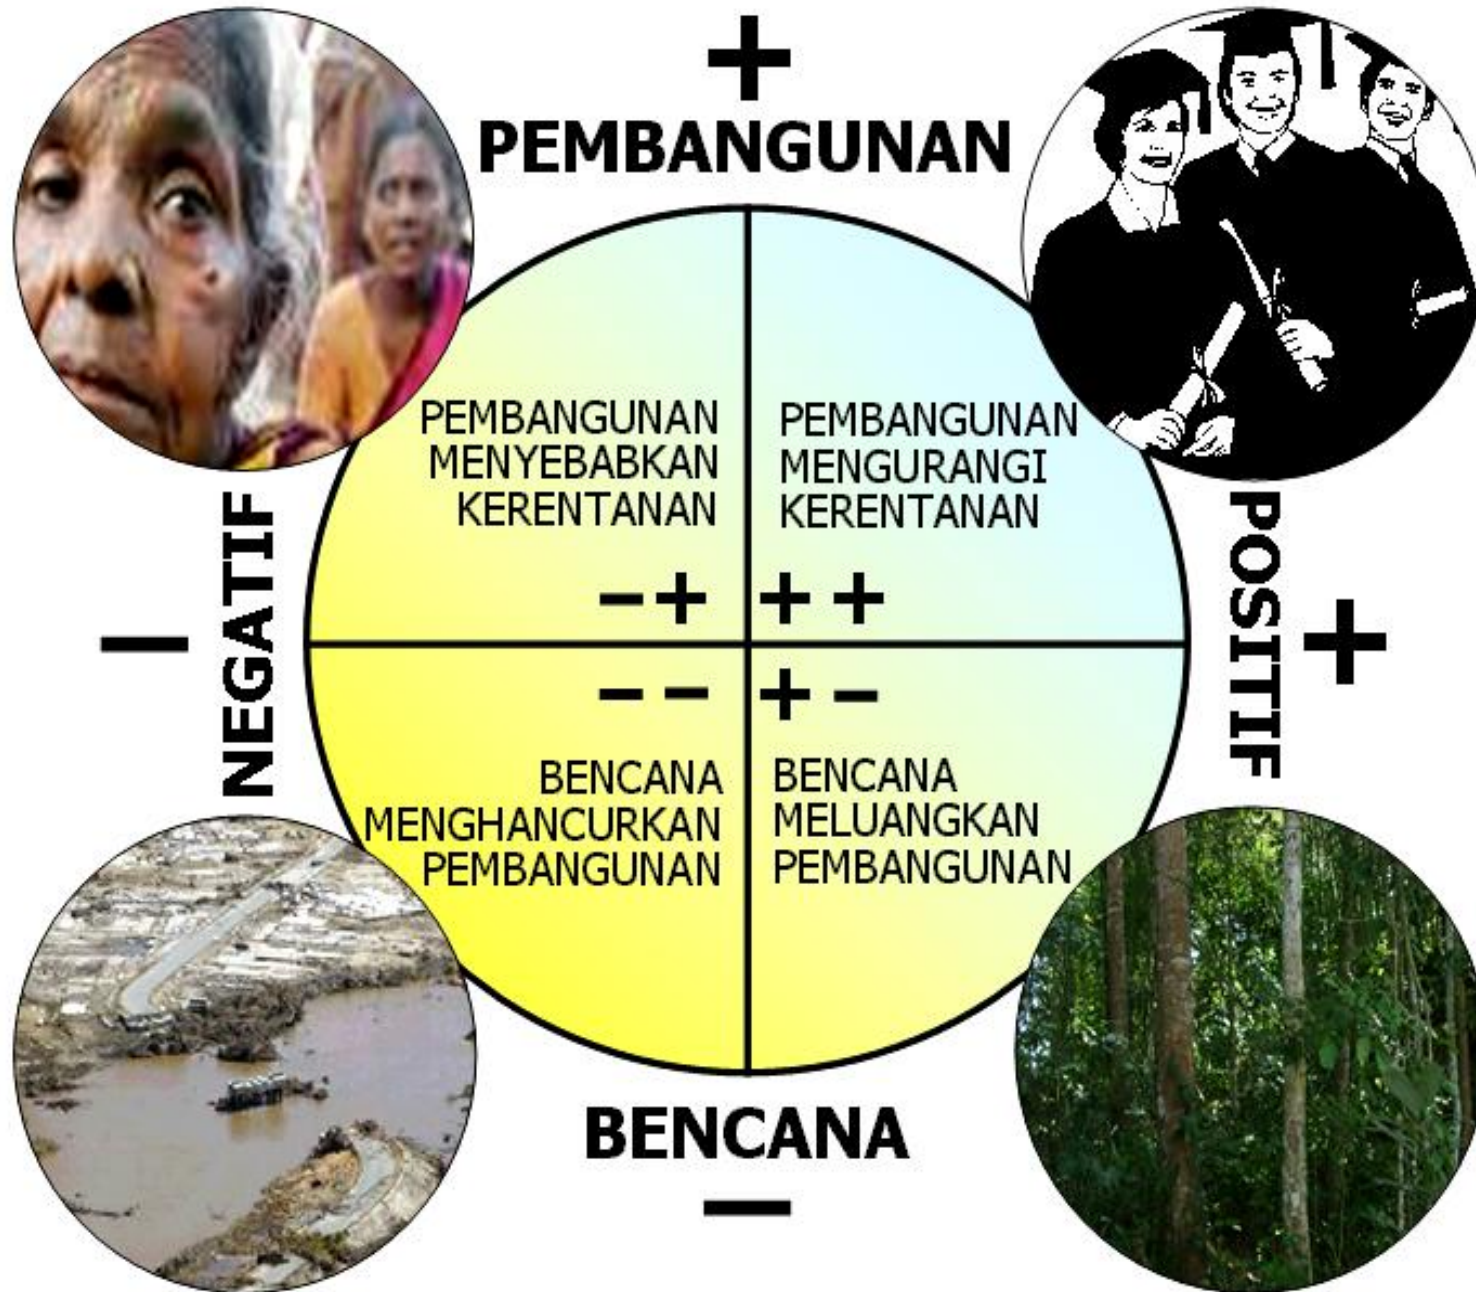 +
PEMBANGUNAN
PEMBANGUNAN
MENYEBABKAN
KERENTANAN
−+
PEMBANGUNAN
MENGURANGI
KERENTANAN
+ +
−
NEGATIF
POSITIF
+
− −
BENCANA
MENGHANCURKAN
PEMBANGUNAN
+ −
BENCANA
MELUANGKAN
PEMBANGUNAN
BENCANA
−